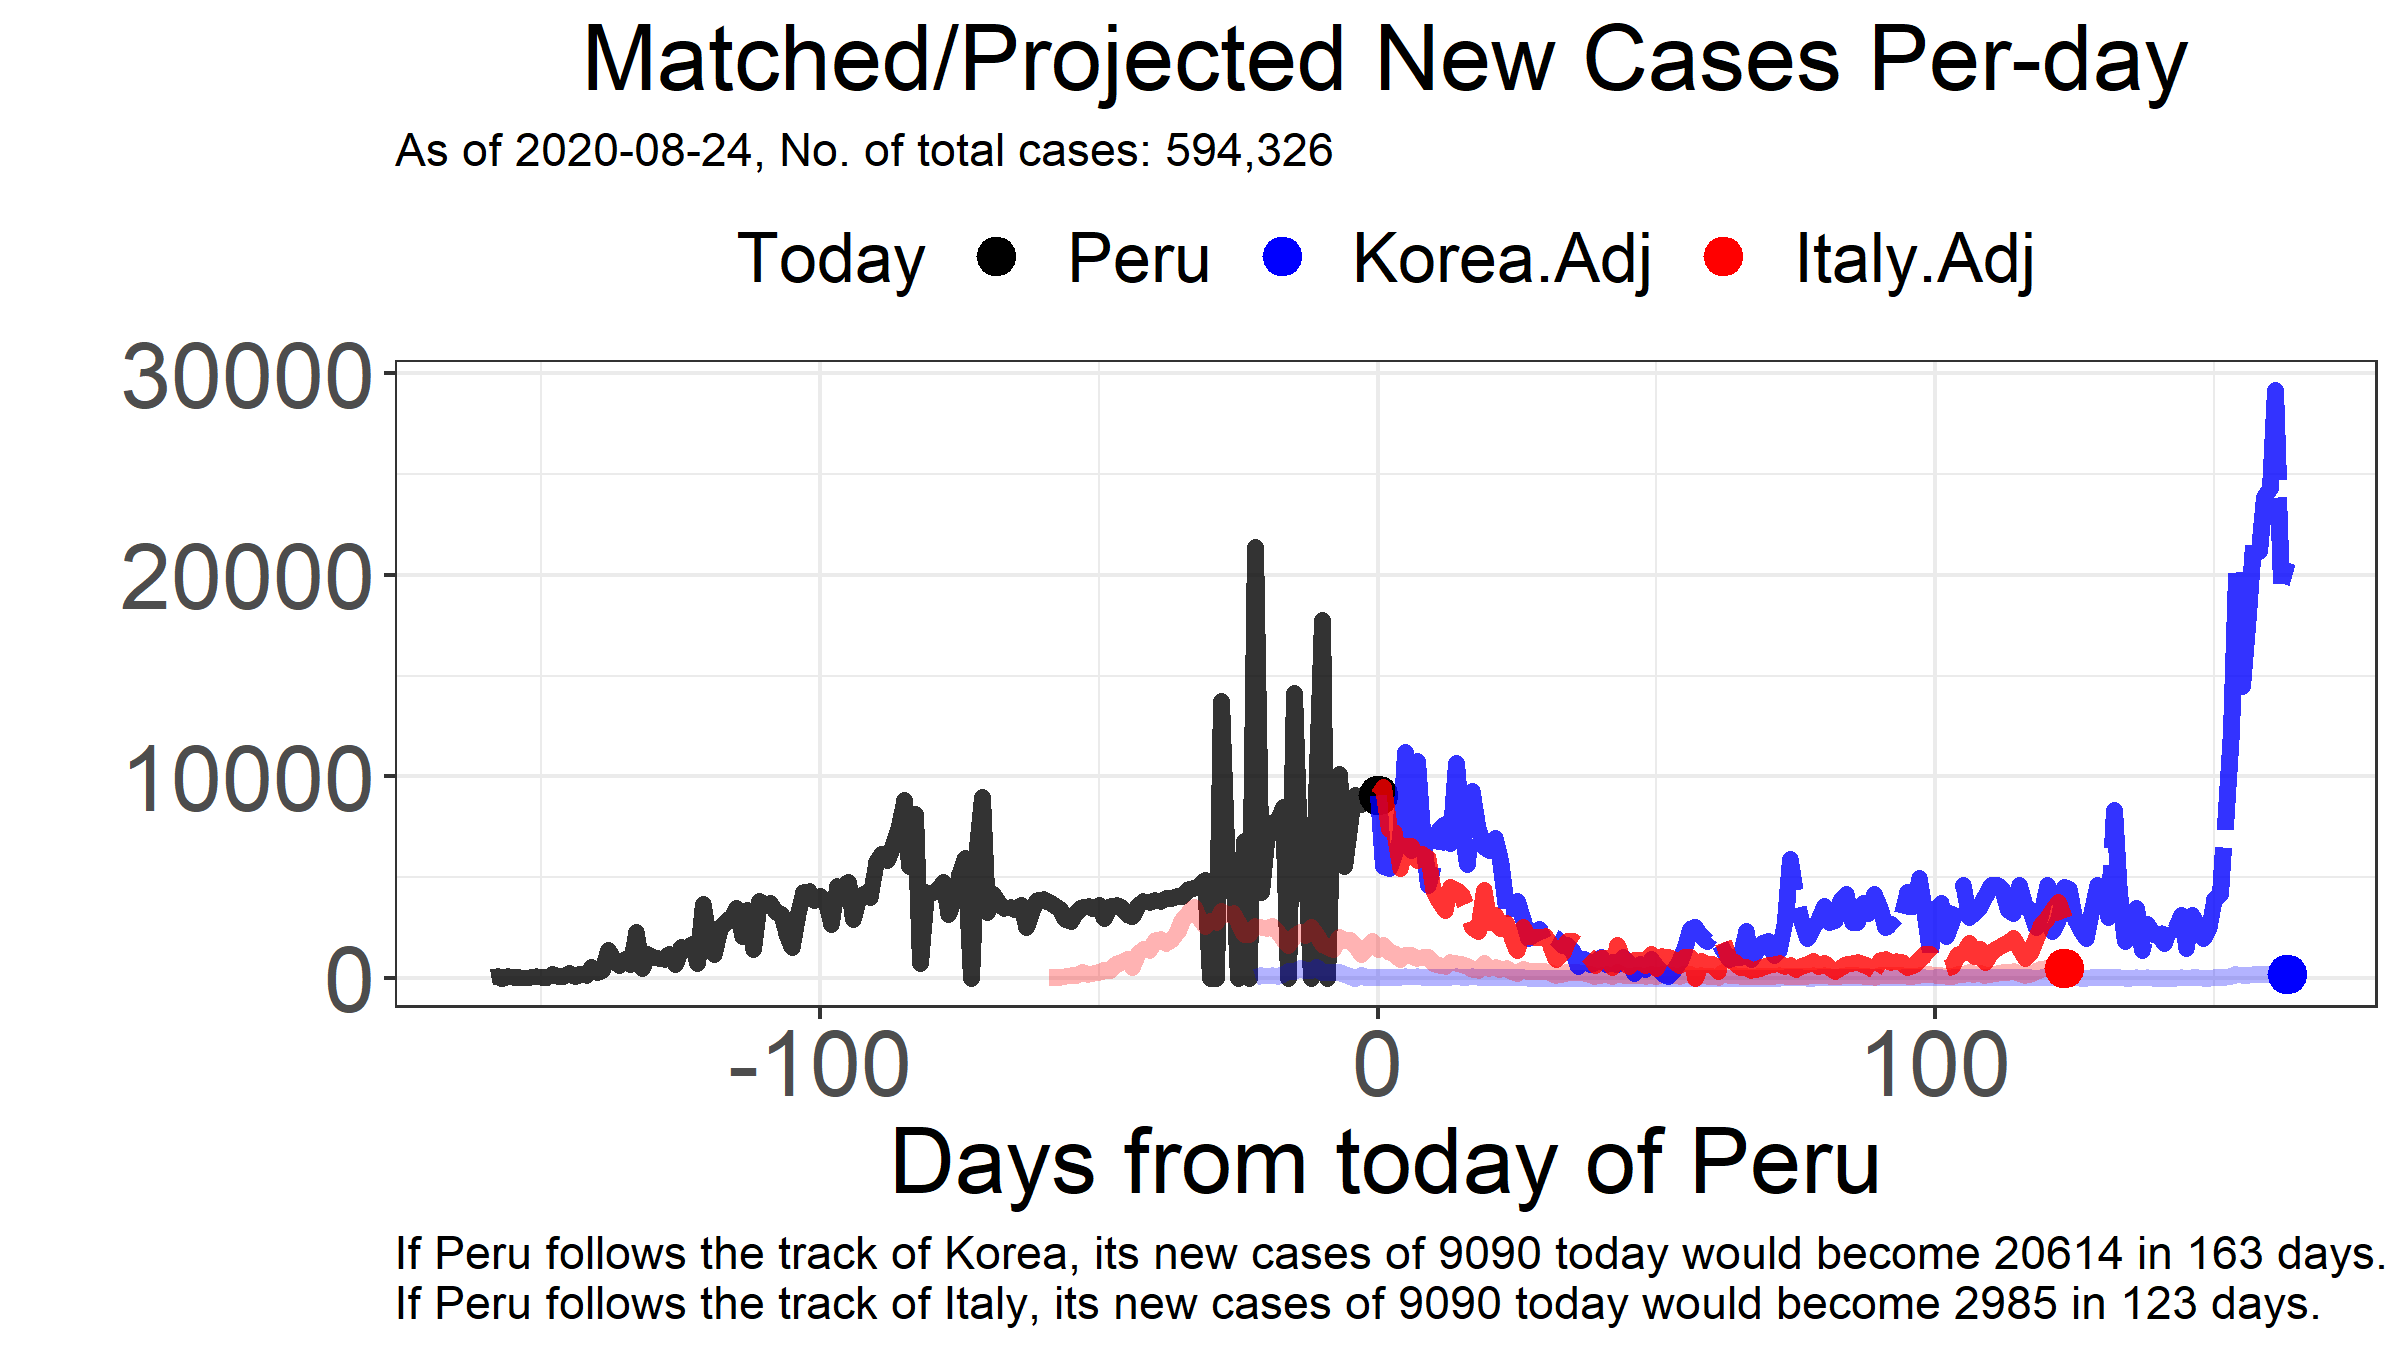 Matched/Projected New Cases Per-day
As of 2020-08-24, No. of total cases: 594,326
Today Peru Korea.Adj Italy.Adj
30000
20000
10000
0
-100 0 100
Days from today of Peru
If Peru follows the track of Korea, its new cases of 9090 today would become 20614 in 163 days.
If Peru follows the track of Italy, its new cases of 9090 today would become 2985 in 123 days.